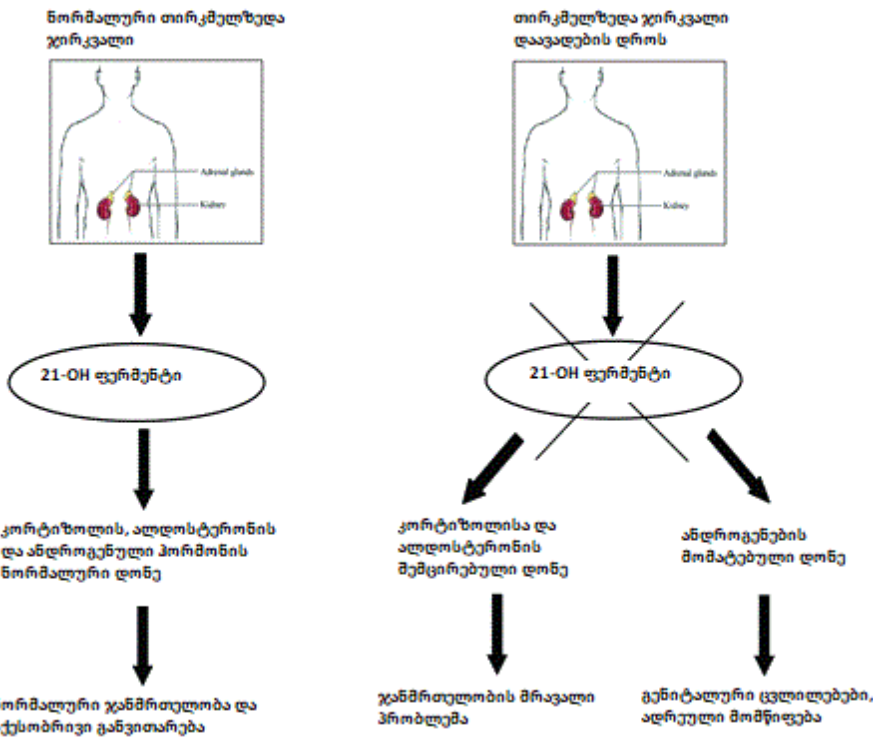 ნორმალური თირკმელზედა
ჯირკვალი
Adrenal glands
Kidney
21-OH ფერმენტი
კორტიზოლის, ალდოსტერონის
და ანდროგენული ჰორმონის
ნორმალური დონე
ნორმალური ჯანმრთელობა და
ქესობრივი განვითარება
თირკმელზედა ჯირკვალი
დაავადების დროს
Adrenal glands
Kidney
21-OH ფერმენტი
კორტიზოლისა და
ალდოსტერონის
შემცირებული დონე
ჯანმრთელობის მრავალი
პრობლემა
ანდროგენების
მომატებული დონე
გენიტალური ცვლილებები,
ადრეული მომწიფება